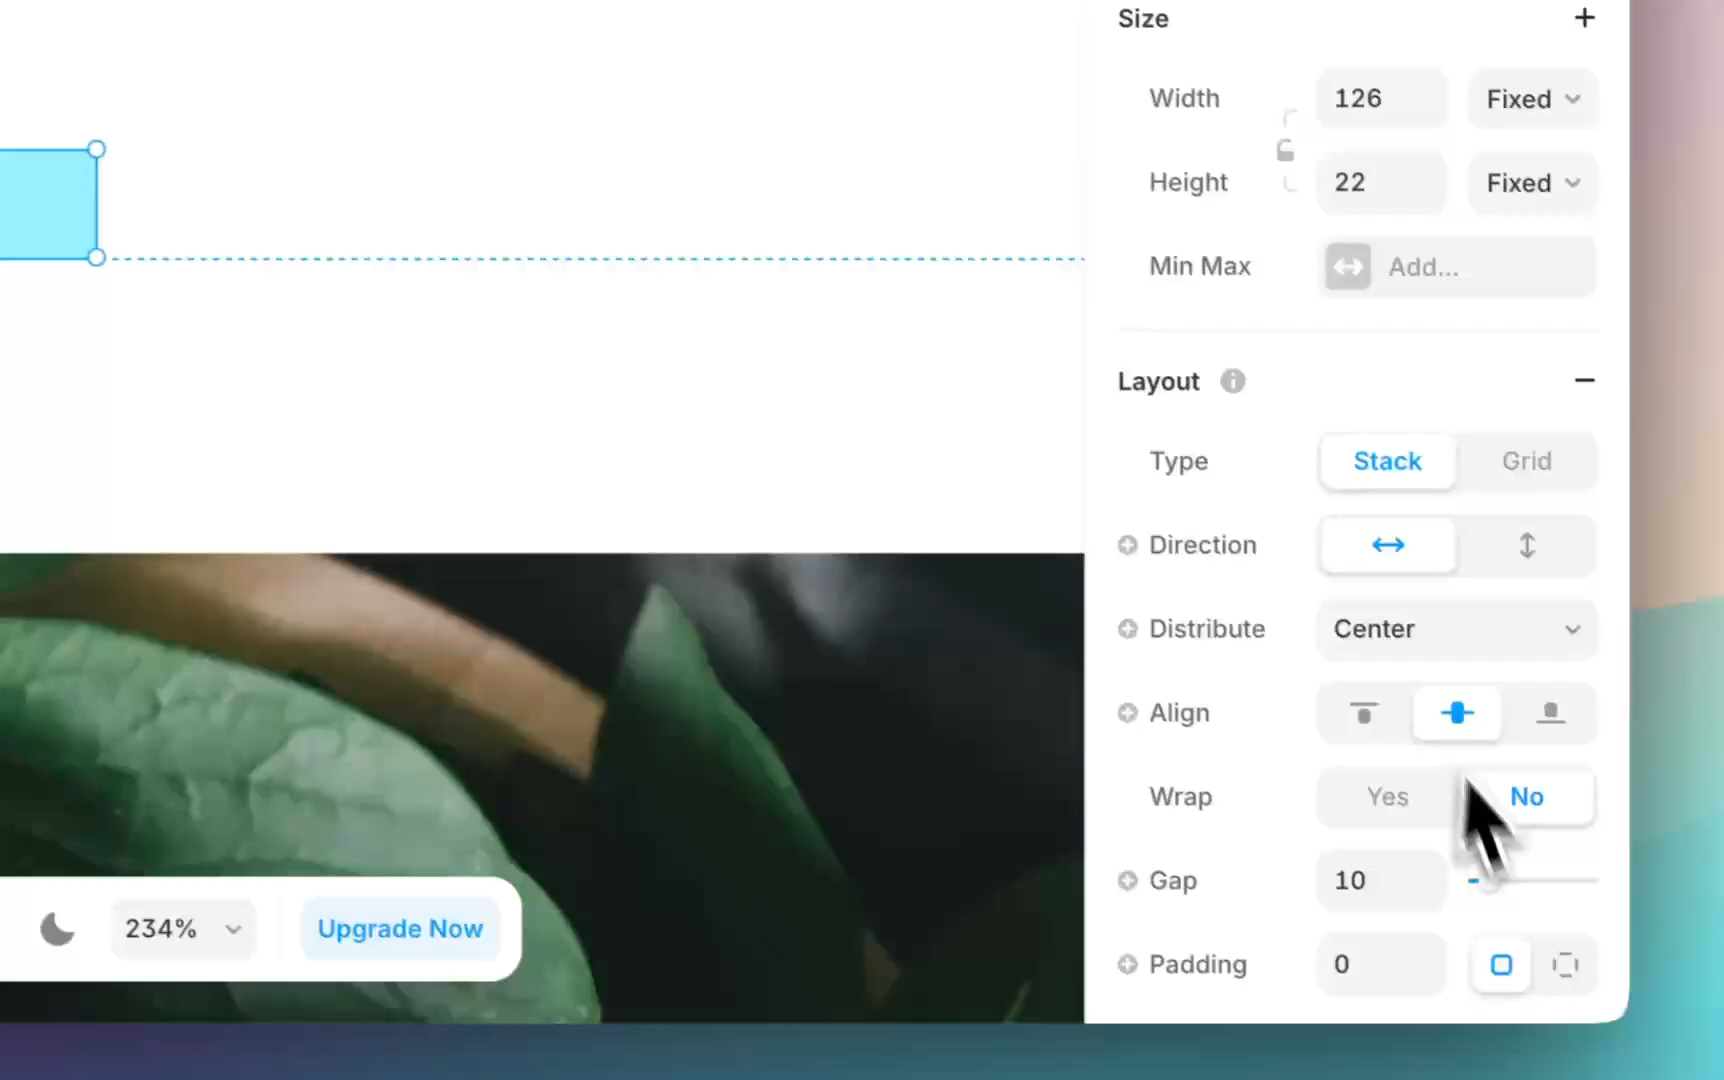 Size
Width 126 Fixed
Height 22 Fixed
Min Max Add...
Layout
Type Stack Grid
Direction
Distribute Center
Align
Wrap Yes No
Gap 10
Padding 0
234% Upgrade Now